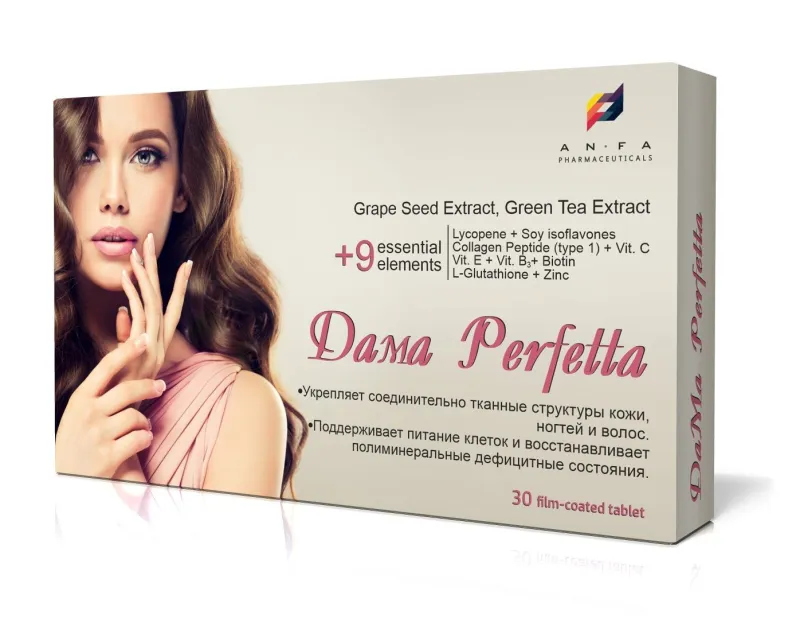 AN·FA
PHARMACEUTICALS
Grape Seed Extract, Green Tea Extract
+9 essential elements
Lycopene + Soy isoflavones
Collagen Peptide (type 1) + Vit. C
Vit. E + Vit. B₃+ Biotin
L-Glutathione + Zinc
Дама Perfetta
•Укрепляет соединительно тканные структуры кожи,
ногтей и волос.
•Поддерживает питание клеток и восстанавливает
полиминеральные дефицитные состояния.
30 film-coated tablet
ДаМа Perfetta